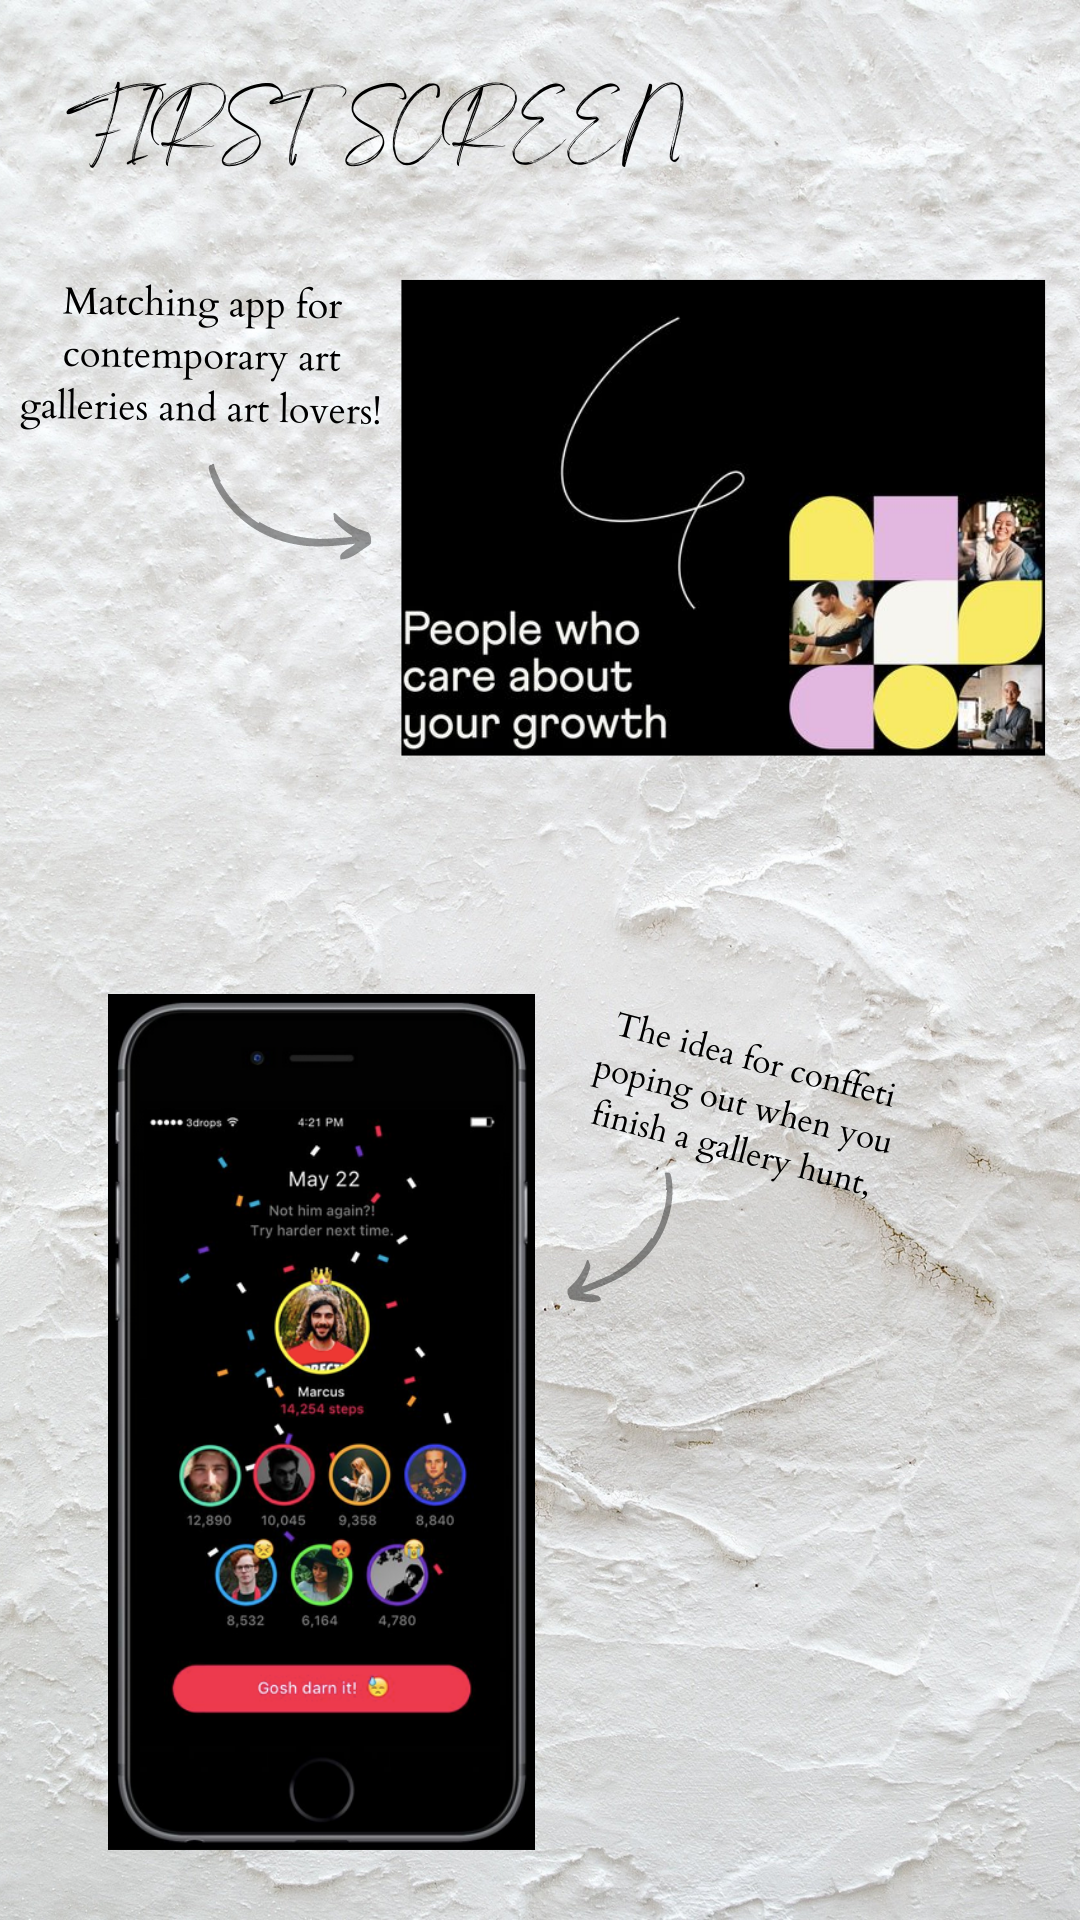 FIRST SCREEN
Matching app for
contemporary art
galleries and art lovers!
People who
care about
your growth
The idea for conffeti
poping out when you
finish a gallery hunt,
3drops 4:21 PM
May 22
Not him again?!
Try harder next time.
Marcus
14,254 steps
12,890 10,045 9,358 8,840
8,532 6,164 4,780
Gosh darn it!